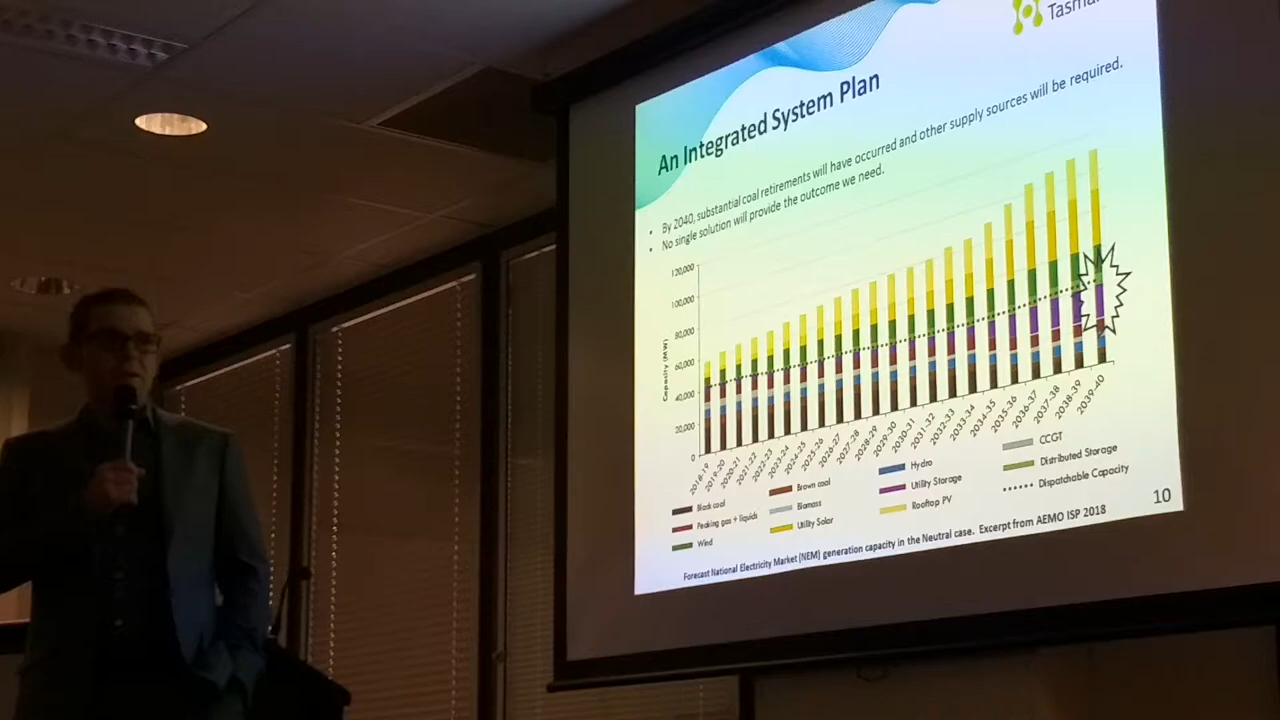 An Integrated System Plan
• By 2040, substantial coal retirements will have occurred and other supply sources will be required.
• No single solution will provide the outcome we need.
Capacity (MW)
120,000
100,000
80,000
60,000
40,000
20,000
0
2018-19 2019-20 2020-21 2021-22 2022-23 2023-24 2024-25 2025-26 2026-27 2027-28 2028-29 2029-30 2030-31 2031-32 2032-33 2033-34 2034-35 2035-36 2036-37 2037-38 2038-39 2039-40
Black coal Brown coal Hydro CCGT
Peaking gas + liquids Biomass Utility Storage Distributed Storage
Wind Utility Solar Rooftop PV Dispatchable Capacity
Forecast National Electricity Market (NEM) generation capacity in the Neutral case. Excerpt from AEMO ISP 2018
10